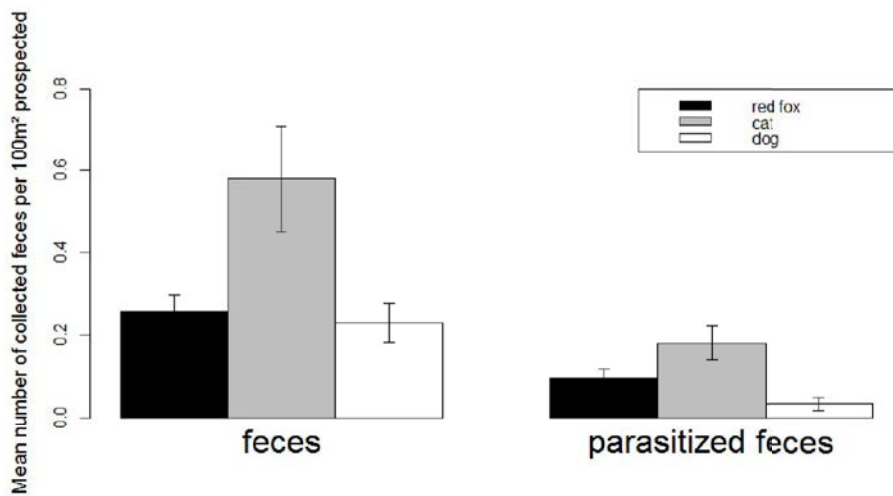 Mean number of collected feces per 100m² prospected
0.8
0.6
0.4
0.2
0.0
red fox
cat
dog
feces
parasitized feces